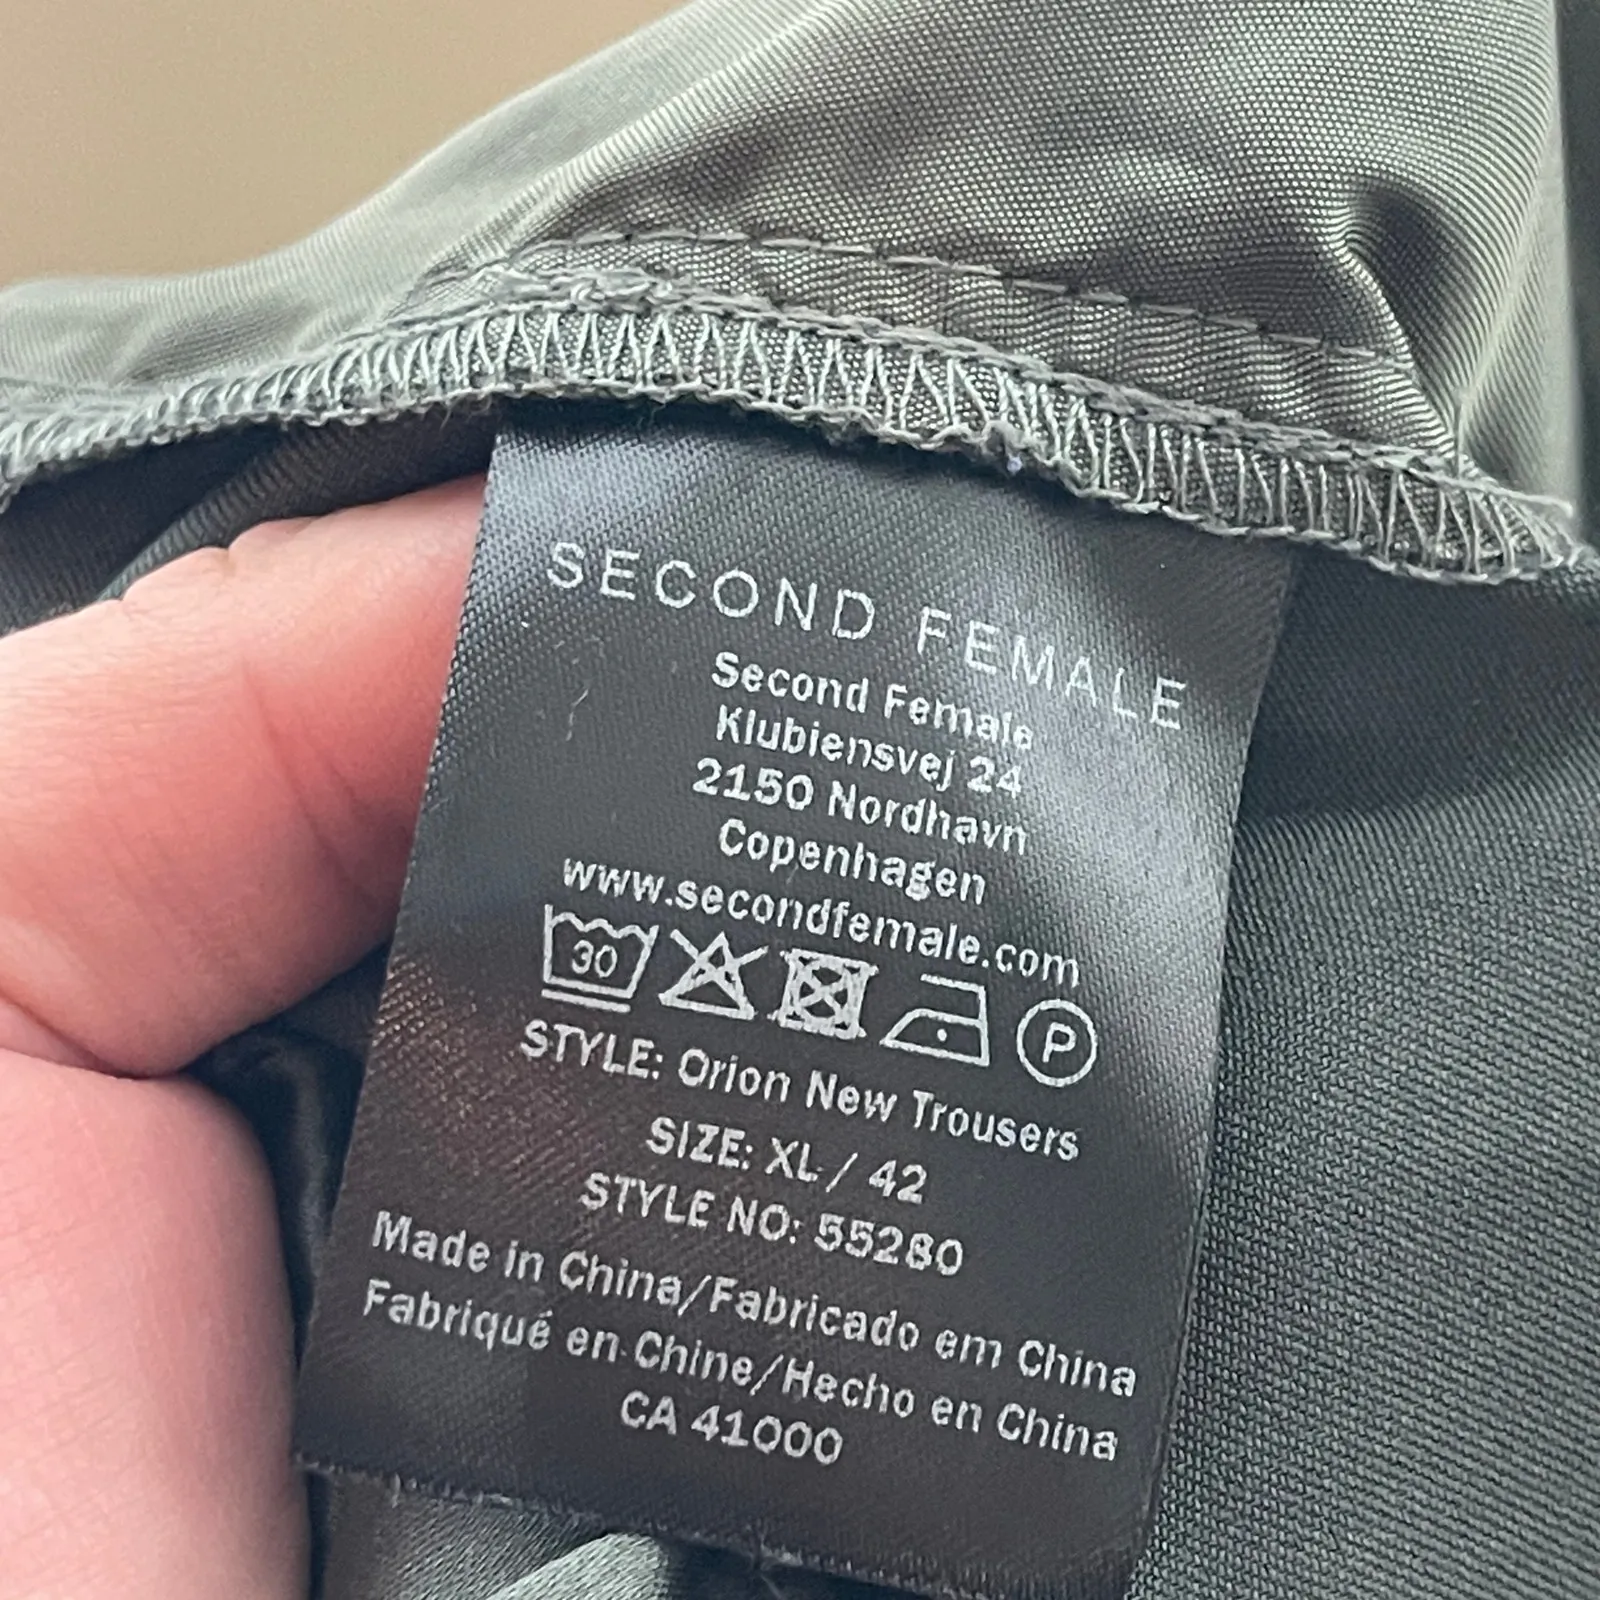 SECOND FEMALE
Second Female
Klubiensvej 24
2150 Nordhavn
Copenhagen
www.secondfemale.com
30 P
STYLE: Orion New Trousers
SIZE: XL / 42
STYLE NO: 55280
Made in China/Fabricado em China
Fabriqué en Chine/Hecho en China
CA 41000